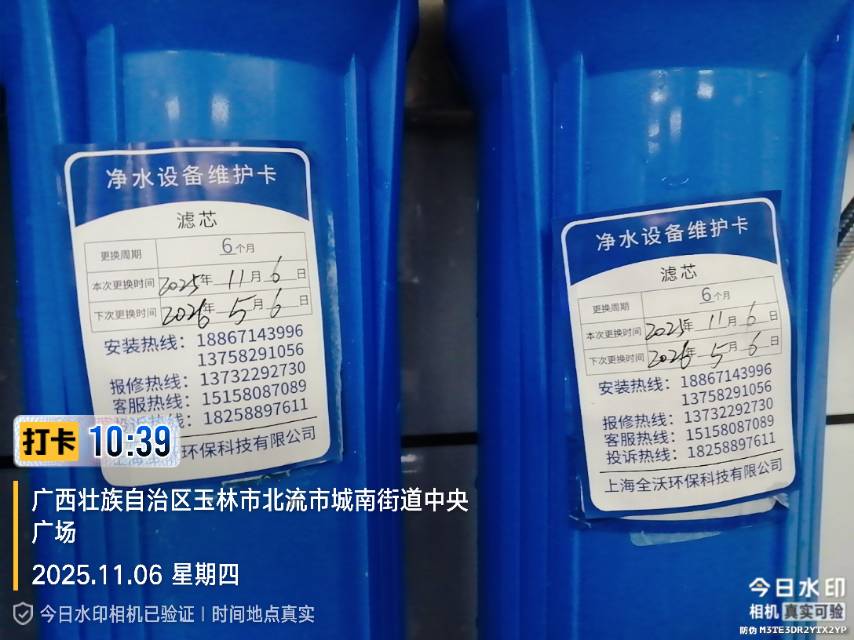 净水设备维护卡
滤芯
更换周期 6个月
本次更换时间 2025年 11月 6日
下次更换时间 2026年 5月 6日
安装热线：18867143996
13758291056
报修热线：13732292730
客服热线：15158087089
投诉热线：18258897611
环保科技有限公司
净水设备维护卡
滤芯
更换周期 6个月
本次更换时间 2025年 11月 6日
下次更换时间 2026年 5月 6日
安装热线：18867143996
13758291056
报修热线：13732292730
客服热线：15158087089
投诉热线：18258897611
上海全沃环保科技有限公司
打卡 10:39
广西壮族自治区玉林市北流市城南街道中央
广场
2025.11.06 星期四
今日水印相机已验证 | 时间地点真实
今日水印
相机 真实可验
防伪 M3TE3DR2YTX2YP